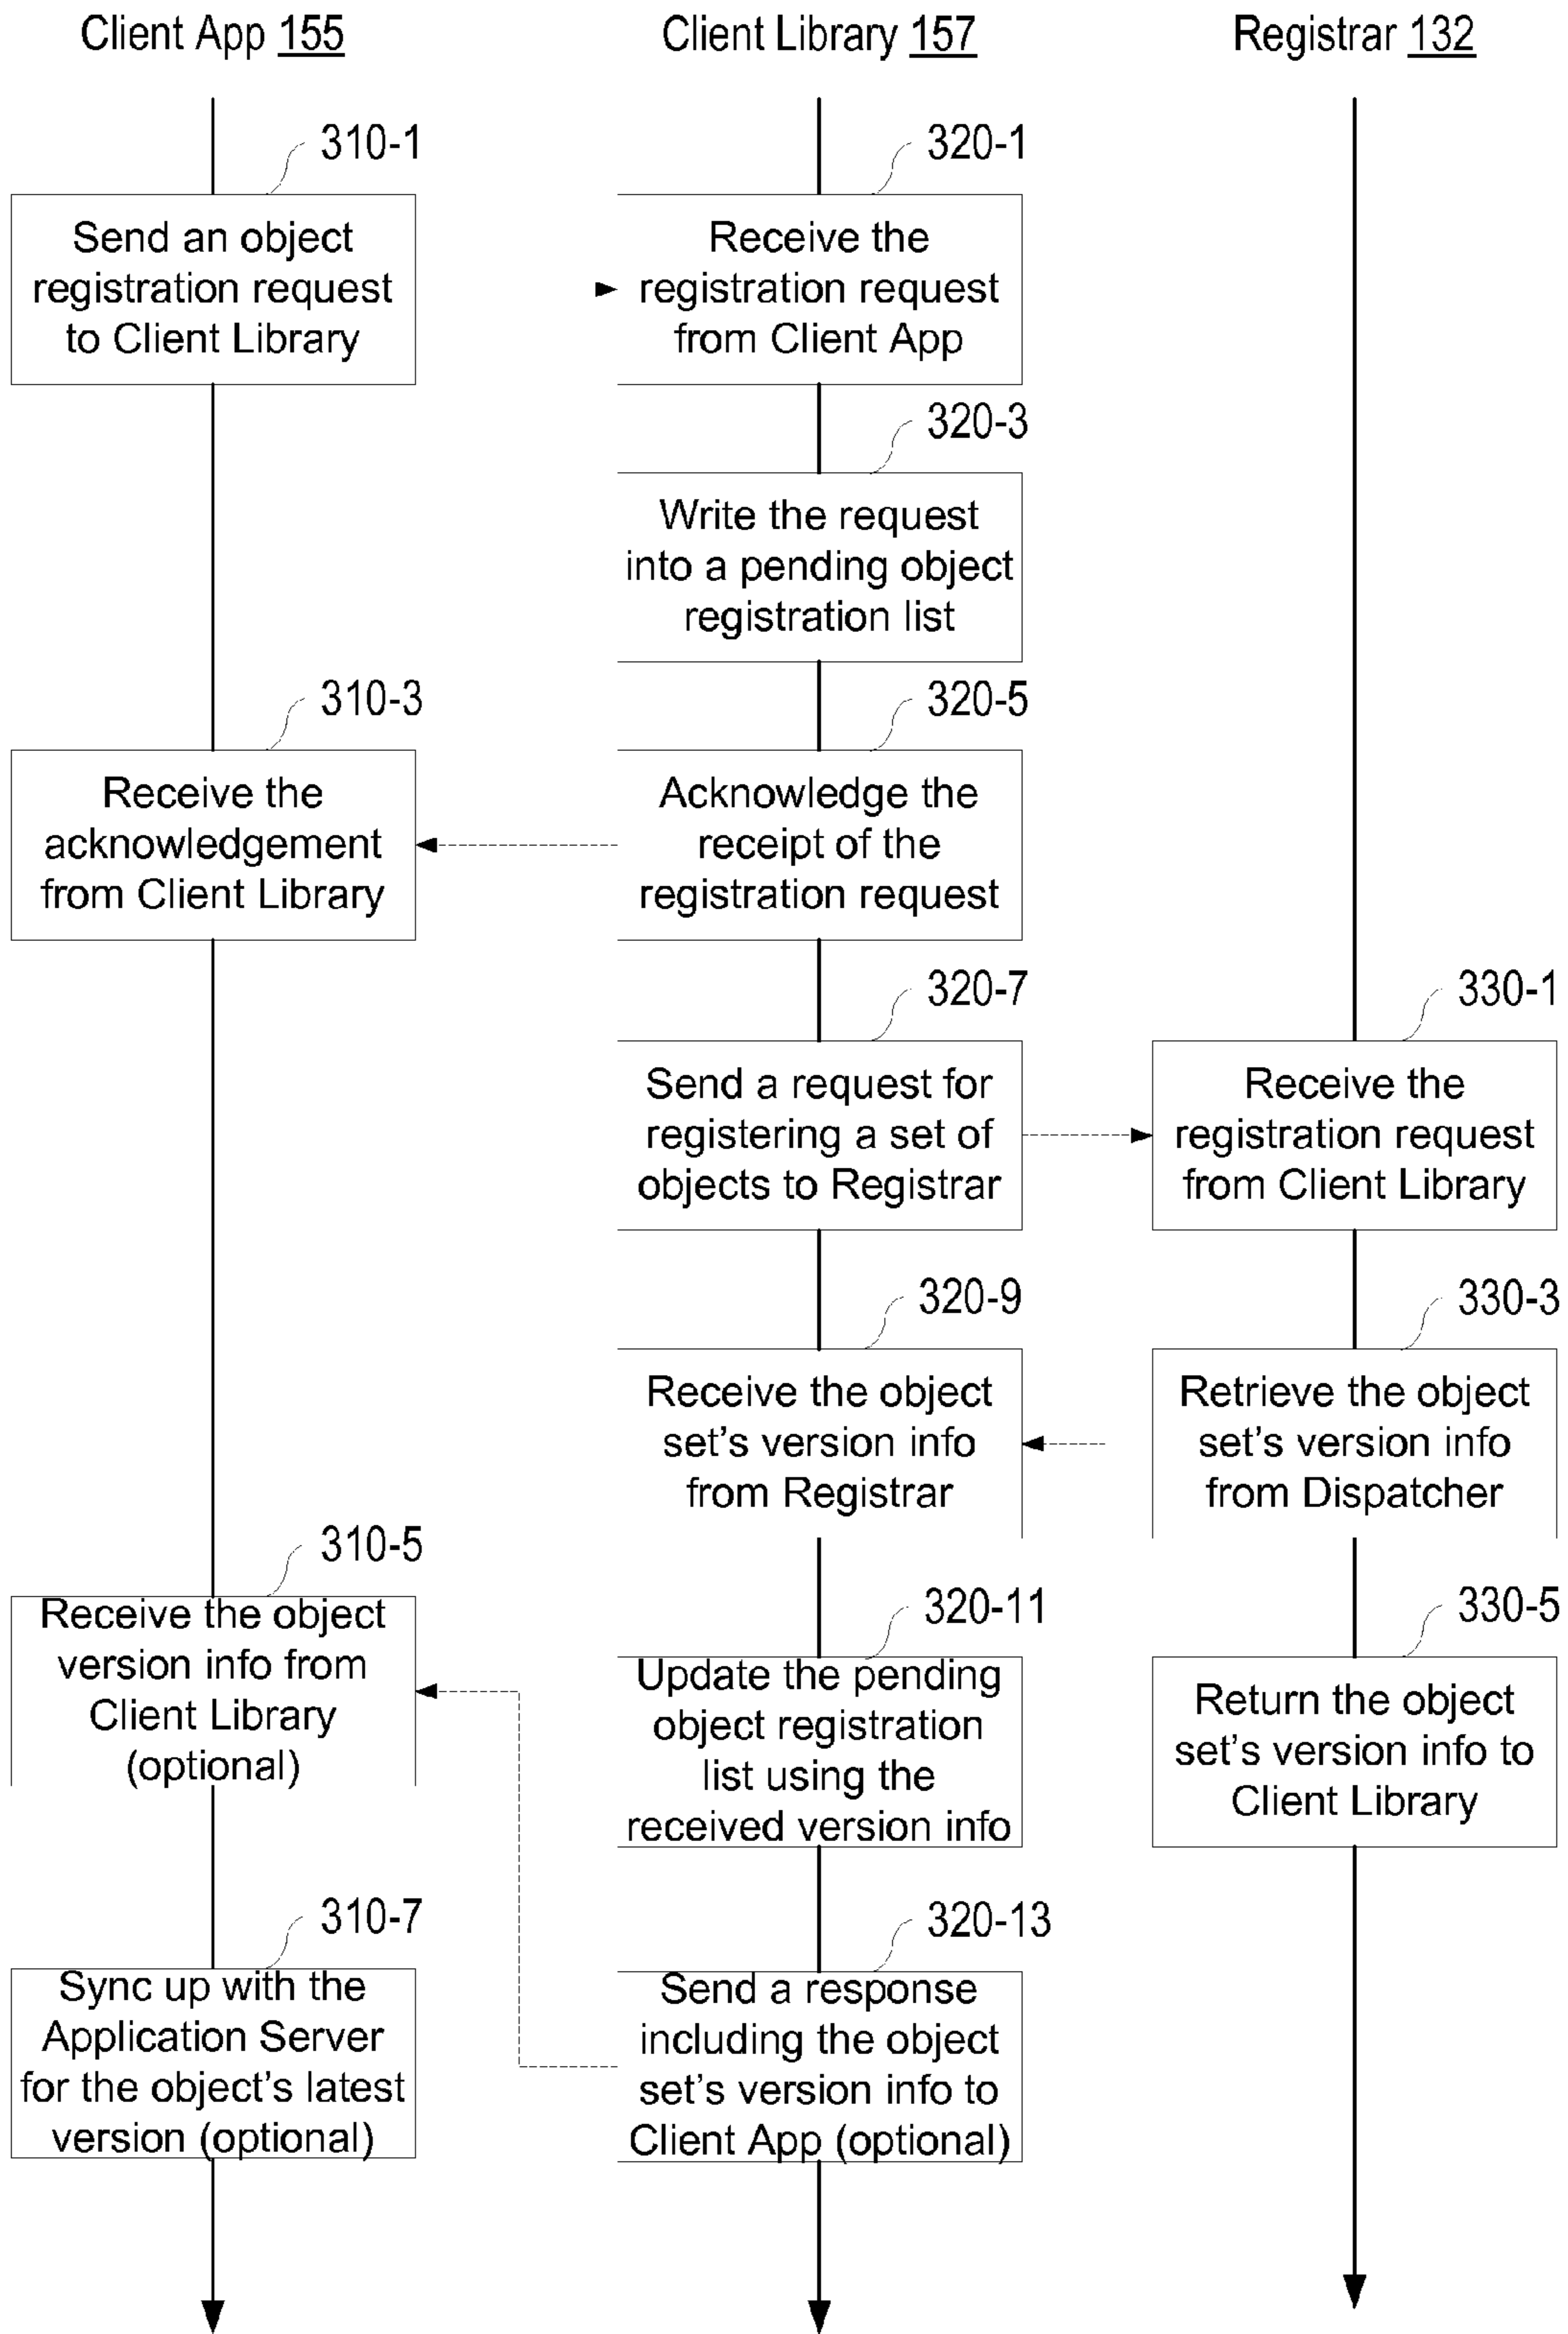 Client App 155
Client Library 157
Registrar 132
310-1
320-1
Send an object
registration request
to Client Library
Receive the
registration request
from Client App
320-3
Write the request
into a pending object
registration list
310-3
320-5
Receive the
acknowledgement
from Client Library
Acknowledge the
receipt of the
registration request
320-7
330-1
Send a request for
registering a set of
objects to Registrar
Receive the
registration request
from Client Library
320-9
330-3
Receive the object
set's version info
from Registrar
Retrieve the object
set's version info
from Dispatcher
310-5
320-11
330-5
Receive the object
version info from
Client Library
(optional)
Update the pending
object registration
list using the
received version info
Return the object
set's version info to
Client Library
310-7
320-13
Sync up with the
Application Server
for the object's latest
version (optional)
Send a response
including the object
set's version info to
Client App (optional)